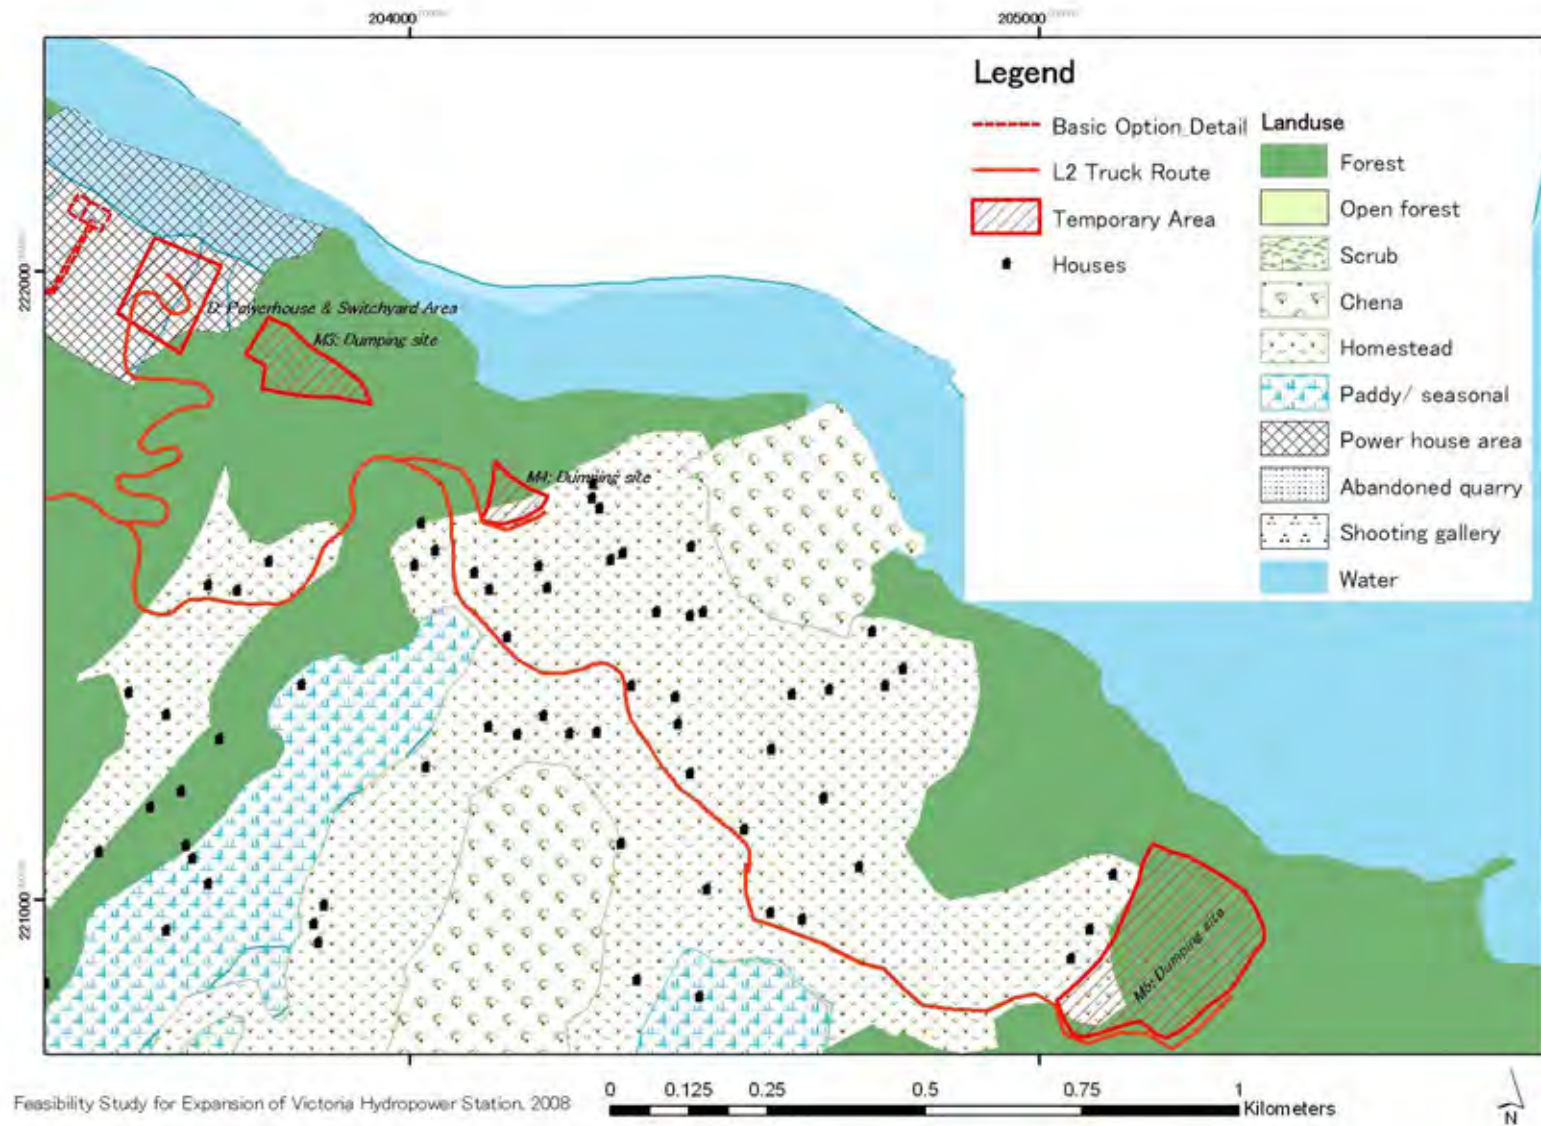 204000
205000
Legend
Basic Option Detail
L2 Truck Route
Temporary Area
Houses
Landuse
Forest
Open forest
Scrub
Chena
Homestead
Paddy/ seasonal
Power house area
Abandoned quarry
Shooting gallery
Water
222000
D: Powerhouse & Switchyard Area
M3: Dumping site
M4: Dumping site
221000
M5: Dumping site
Feasibility Study for Expansion of Victoria Hydropower Station, 2008
0 0.125 0.25 0.5 0.75 1
Kilometers
N